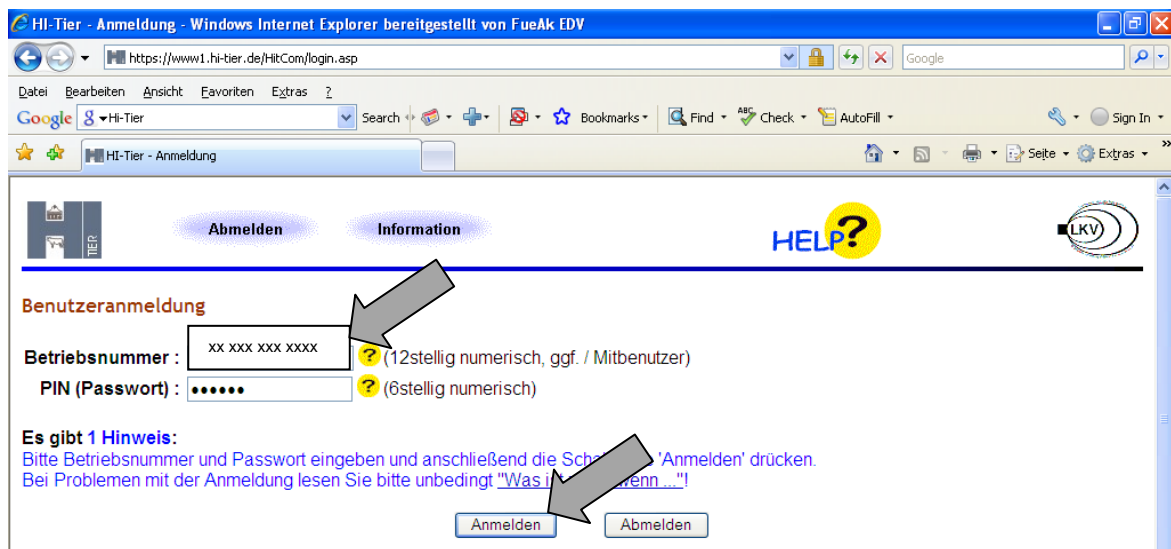 HI-Tier - Anmeldung - Windows Internet Explorer bereitgestellt von FueAk EDV
https://www1.hi-tier.de/HitCom/login.asp
Google
Datei Bearbeiten Ansicht Favoriten Extras ?
Google g HI-Tier Search Bookmarks Find ABC Check AutoFill Sign In
HI-Tier - Anmeldung Seite Extras »
TIER Abmelden Information HELP? LKV
Benutzeranmeldung
Betriebsnummer : xx xxx xxx xxxx ? (12stellig numerisch, ggf. / Mitbenutzer)
PIN (Passwort) : •••••• ? (6stellig numerisch)
Es gibt 1 Hinweis:
Bitte Betriebsnummer und Passwort eingeben und anschließend die 'Anmelden' drücken.
Bei Problemen mit der Anmeldung lesen Sie bitte unbedingt "Was wenn ..."!
Anmelden Abmelden